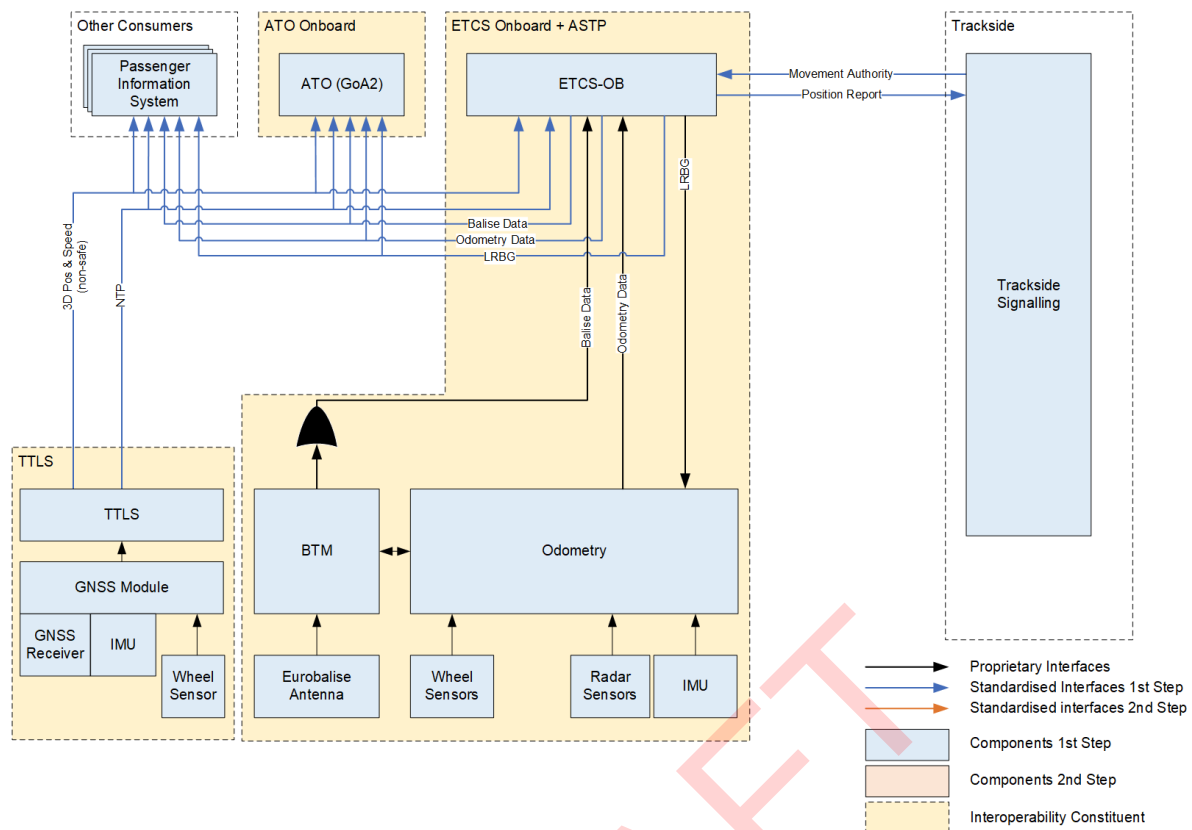 Other Consumers
ATO Onboard
ETCS Onboard + ASTP
Trackside
Passenger
Information
System
ATO (GoA2)
ETCS-OB
Movement Authority
Position Report
LRBG
Balise Data
Odometry Data
LRBG
3D Pos & Speed
(non-safe)
NTP
Balise Data
Odometry Data
Trackside
Signalling
TTLS
TTLS
GNSS Module
GNSS
Receiver
IMU
Wheel
Sensor
BTM
Odometry
Eurobalise
Antenna
Wheel
Sensors
Radar
Sensors
IMU
Proprietary Interfaces
Standardised Interfaces 1st Step
Standardised interfaces 2nd Step
Components 1st Step
Components 2nd Step
Interoperability Constituent